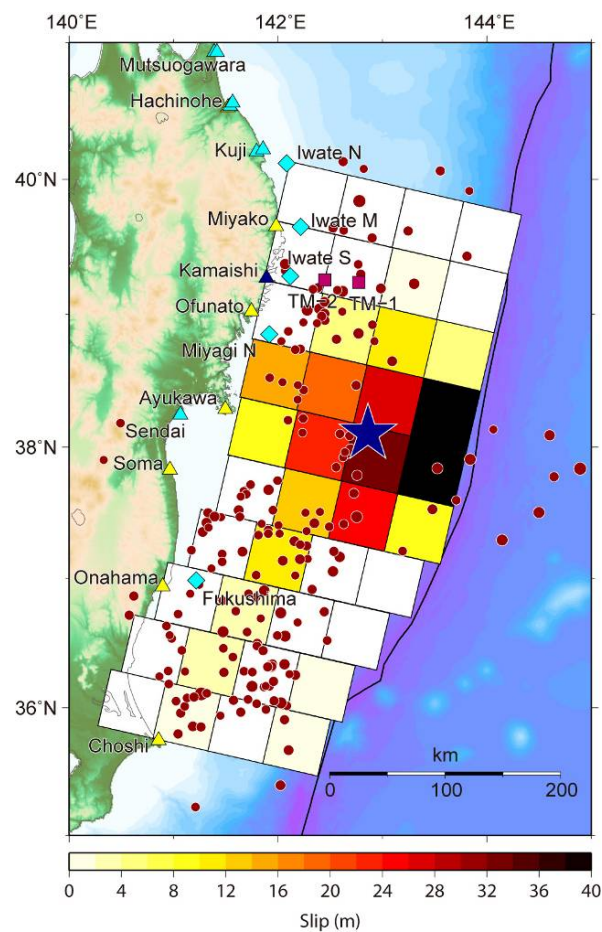 140°E 142°E 144°E
Mutsuogawara
Hachinohe
Kuji
Iwate N
40°N
Miyako
Iwate M
Kamaishi
Iwate S
Ofunato
TM−2
TM−1
Miyagi N
Ayukawa
38°N
Sendai
Soma
Onahama
Fukushima
36°N
Choshi
km
0 100 200
0 4 8 12 16 20 24 28 32 36 40
Slip (m)